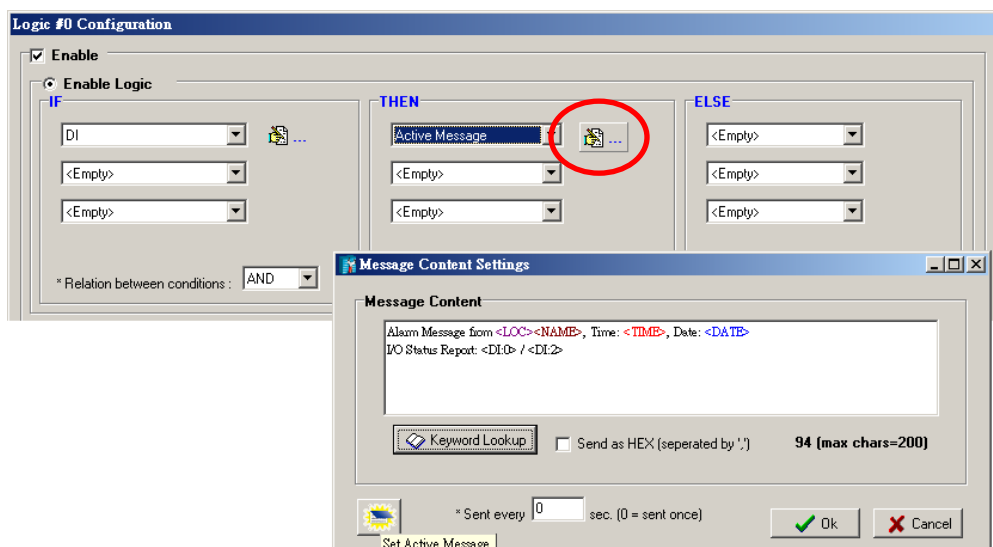 Logic #0 Configuration
Enable
Enable Logic
IF
THEN
ELSE
DI
...
Active Message
...
<Empty>
<Empty>
<Empty>
<Empty>
<Empty>
<Empty>
<Empty>
* Relation between conditions :
AND
Message Content Settings
Message Content
Alarm Message from <LOC><NAME>, Time: <TIME>, Date: <DATE>
I/O Status Report: <DI:0> / <DI:2>
Keyword Lookup
Send as HEX (seperated by ',')
94 (max chars=200)
* Sent every
0
sec. (0 = sent once)
Ok
Cancel
Set Active Message